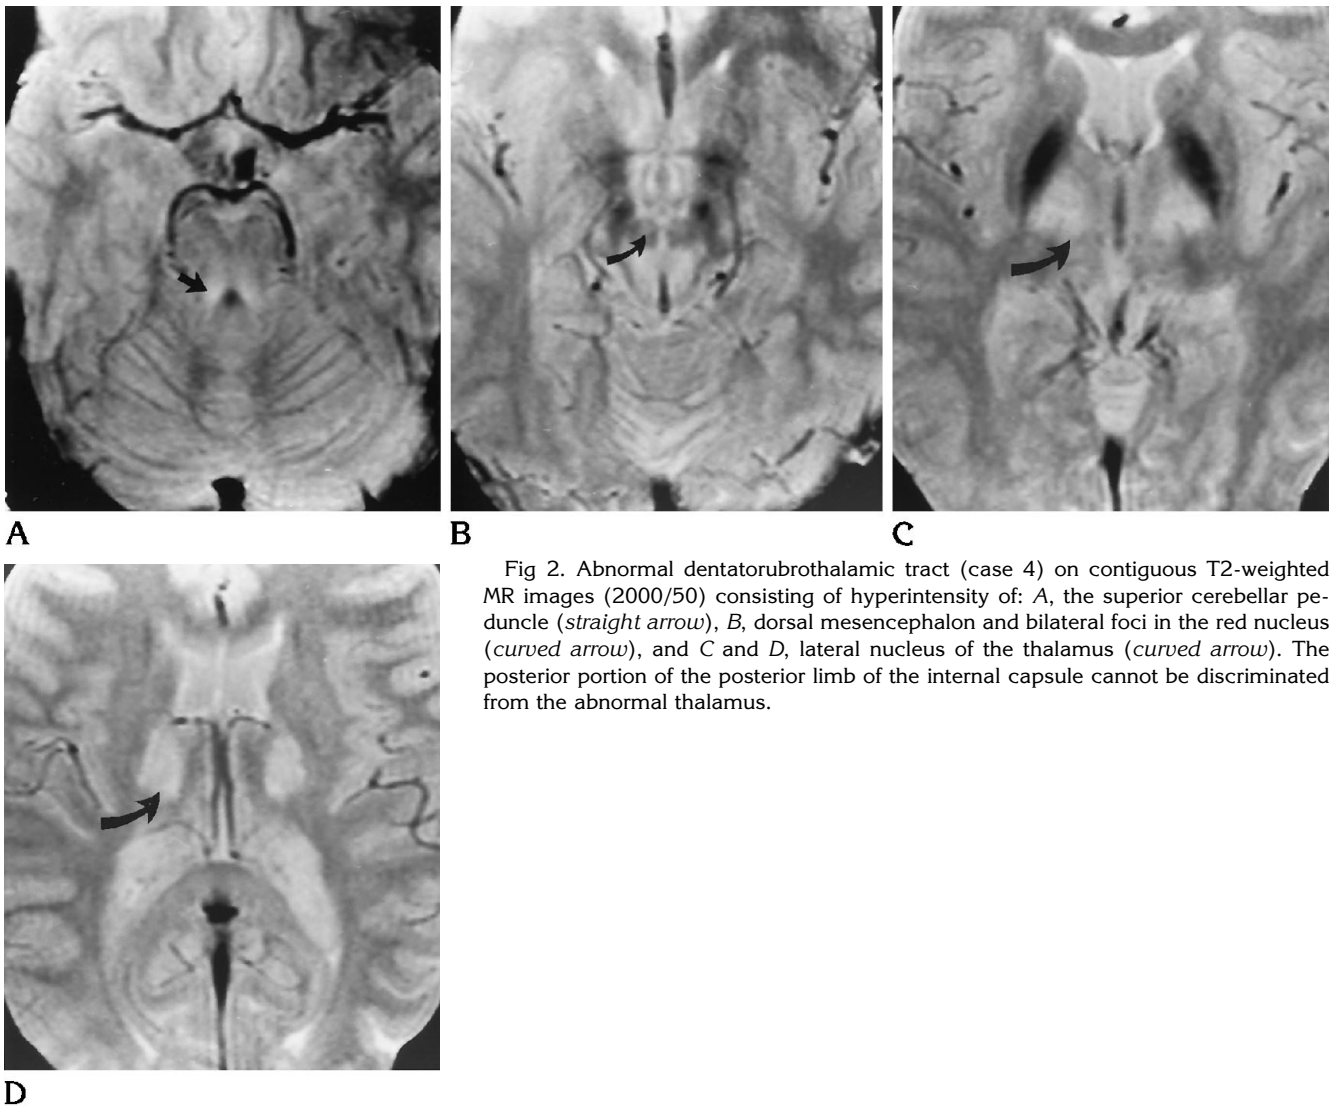 A
B
C
Fig 2. Abnormal dentatorubrothalamic tract (case 4) on contiguous T2-weighted
MR images (2000/50) consisting of hyperintensity of: A, the superior cerebellar pe-
duncle (straight arrow), B, dorsal mesencephalon and bilateral foci in the red nucleus
(curved arrow), and C and D, lateral nucleus of the thalamus (curved arrow). The
posterior portion of the posterior limb of the internal capsule cannot be discriminated
from the abnormal thalamus.
D